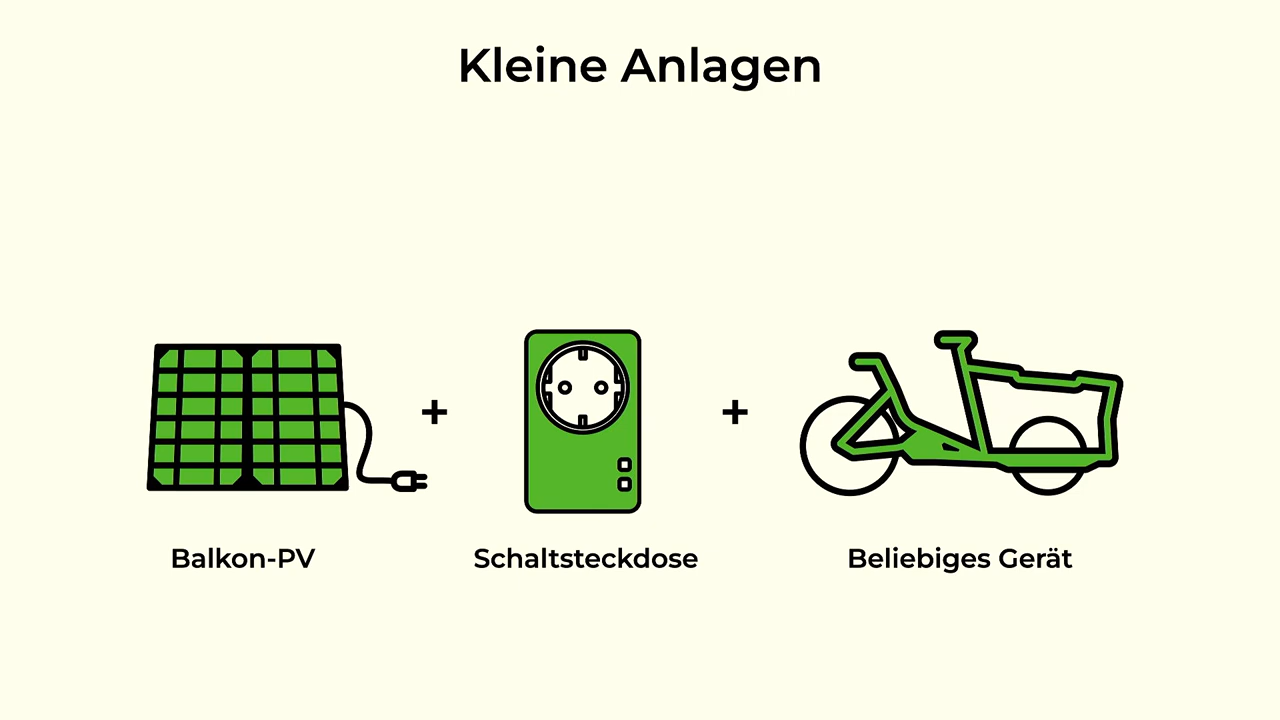 Kleine Anlagen
+
+
Balkon-PV
Schaltsteckdose
Beliebiges Gerät